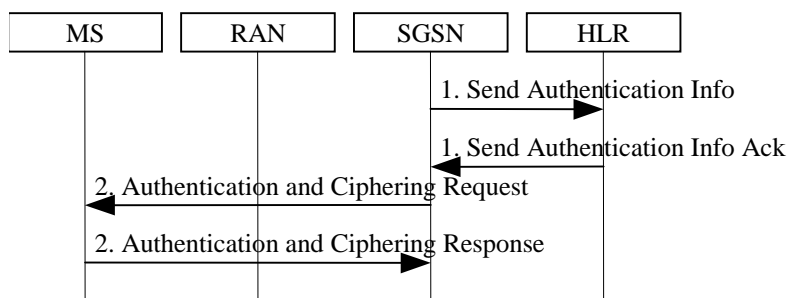 MS RAN SGSN HLR
1. Send Authentication Info
1. Send Authentication Info Ack
2. Authentication and Ciphering Request
2. Authentication and Ciphering Response